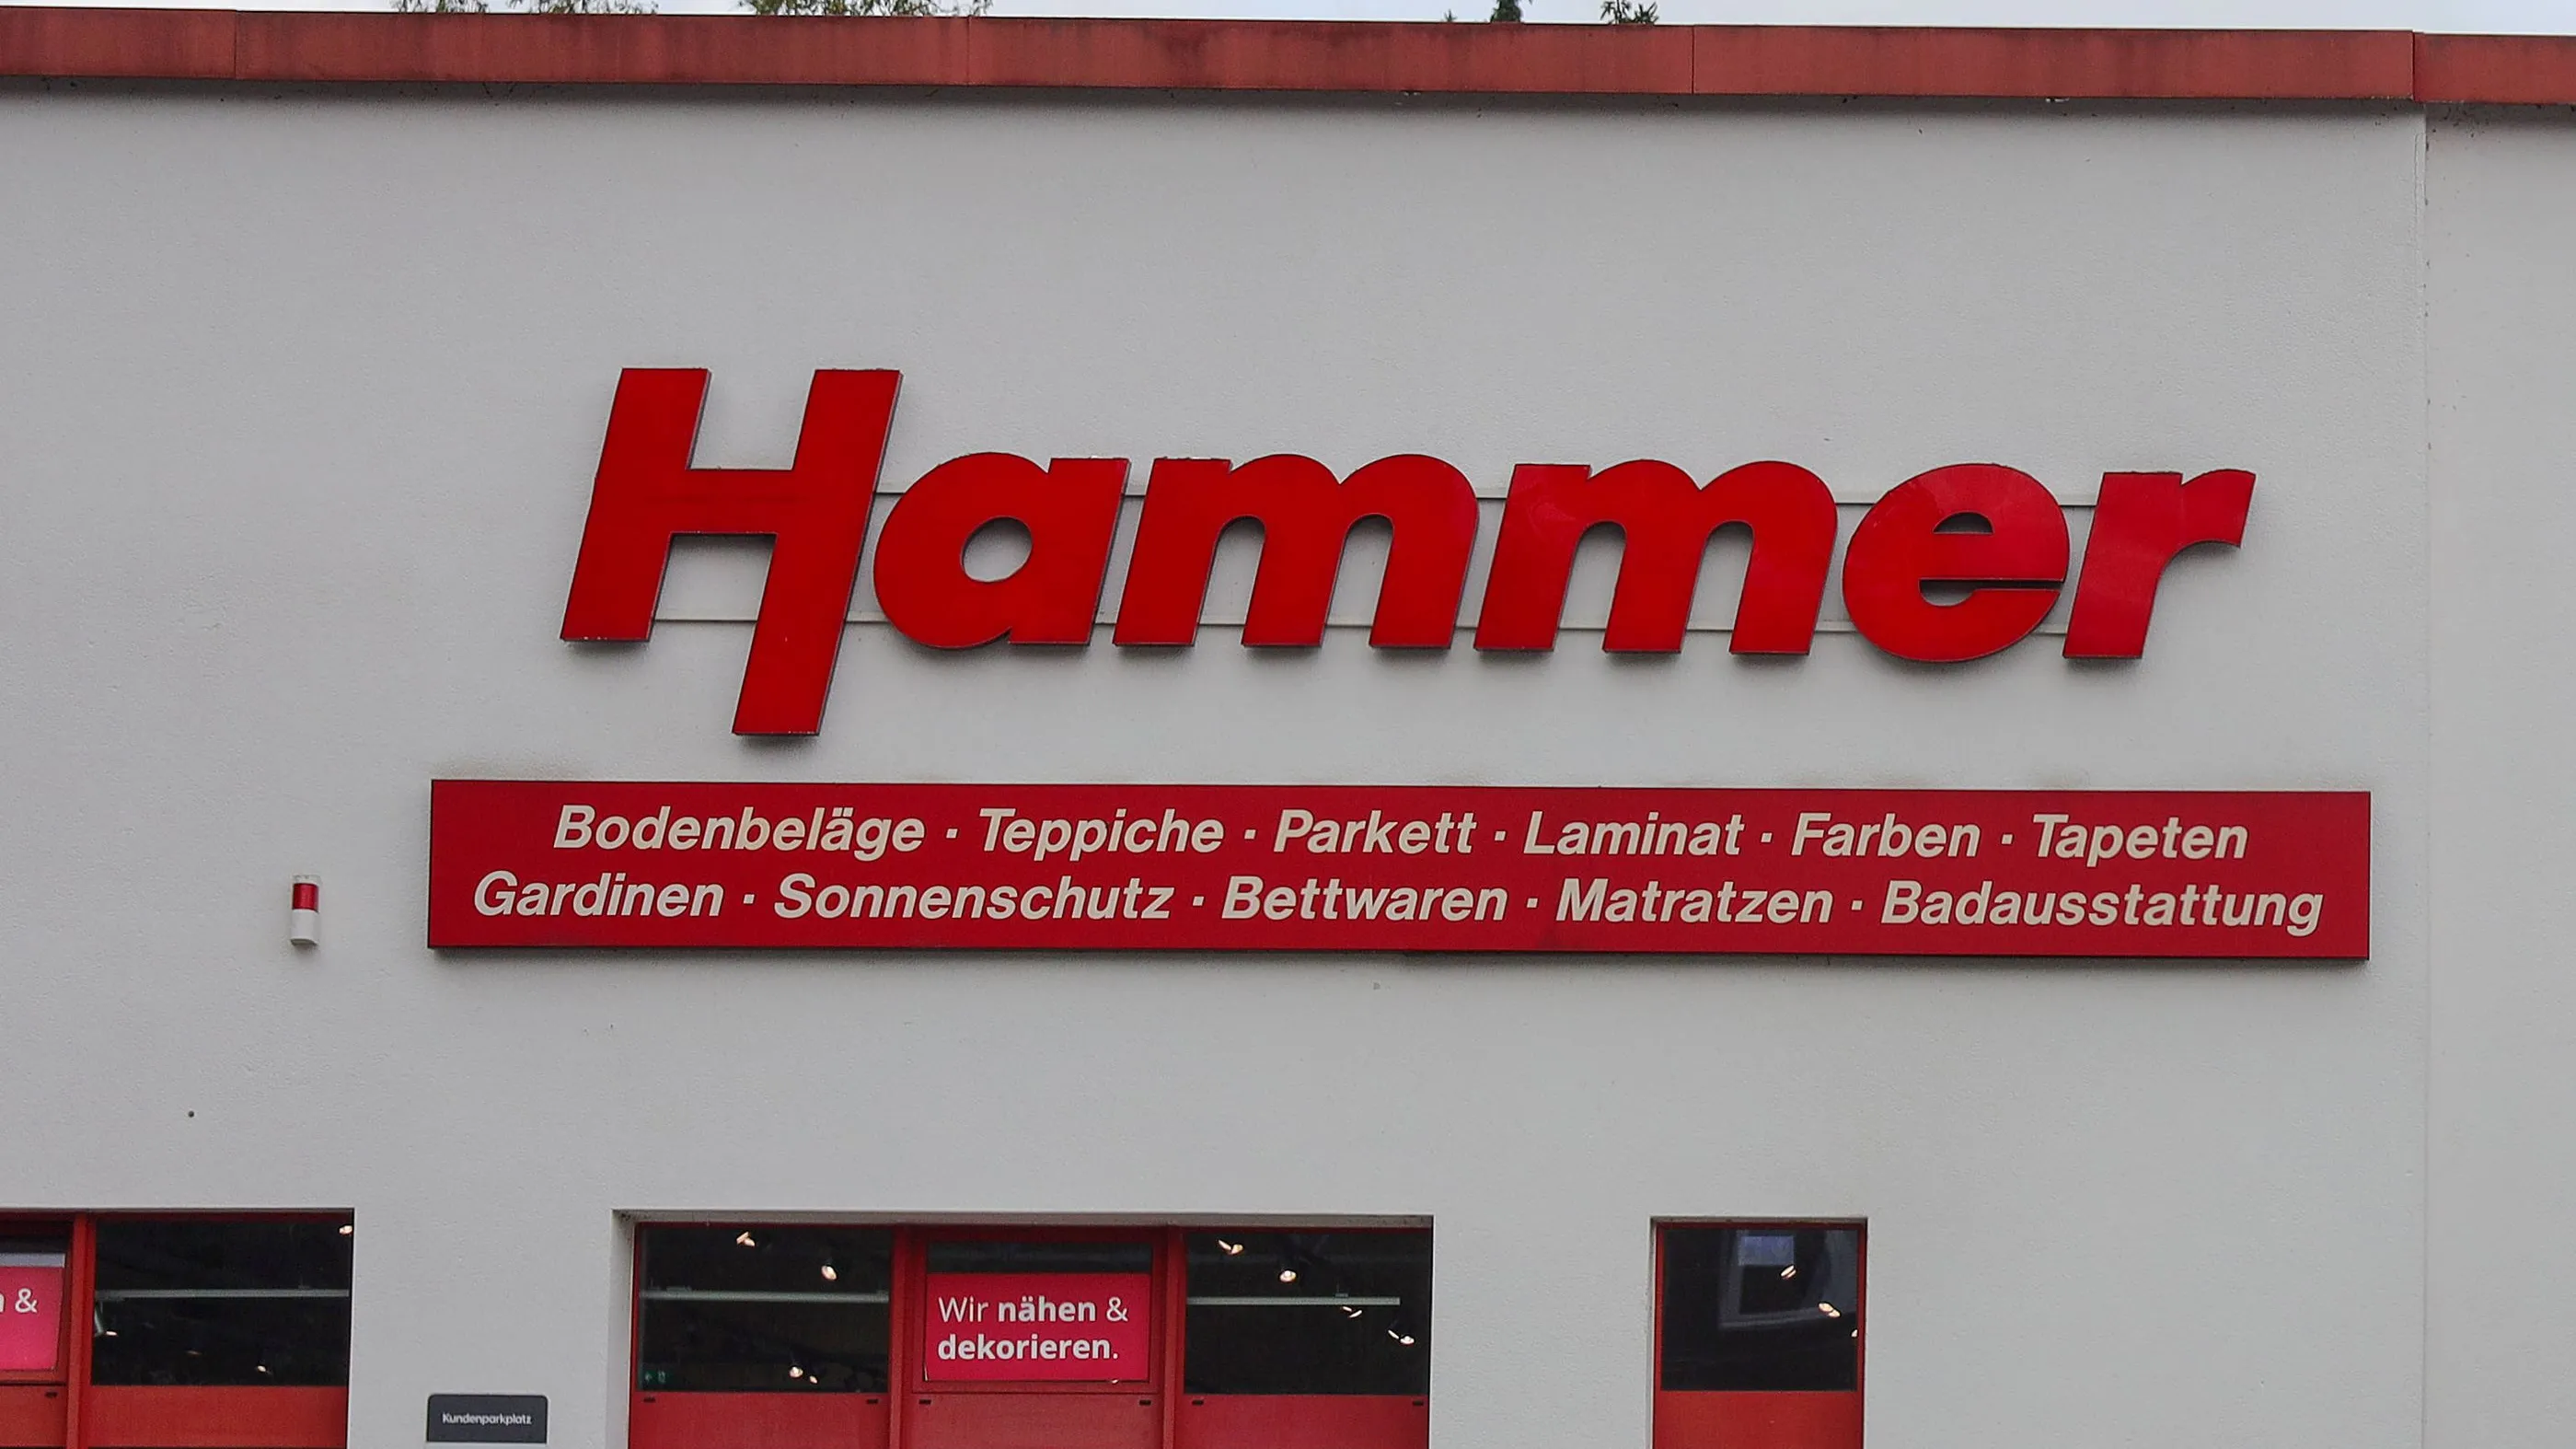 Hammer
Bodenbeläge · Teppiche · Parkett · Laminat · Farben · Tapeten
Gardinen · Sonnenschutz · Bettwaren · Matratzen · Badausstattung
&
Wir nähen &
dekorieren.
Kundenparkplatz